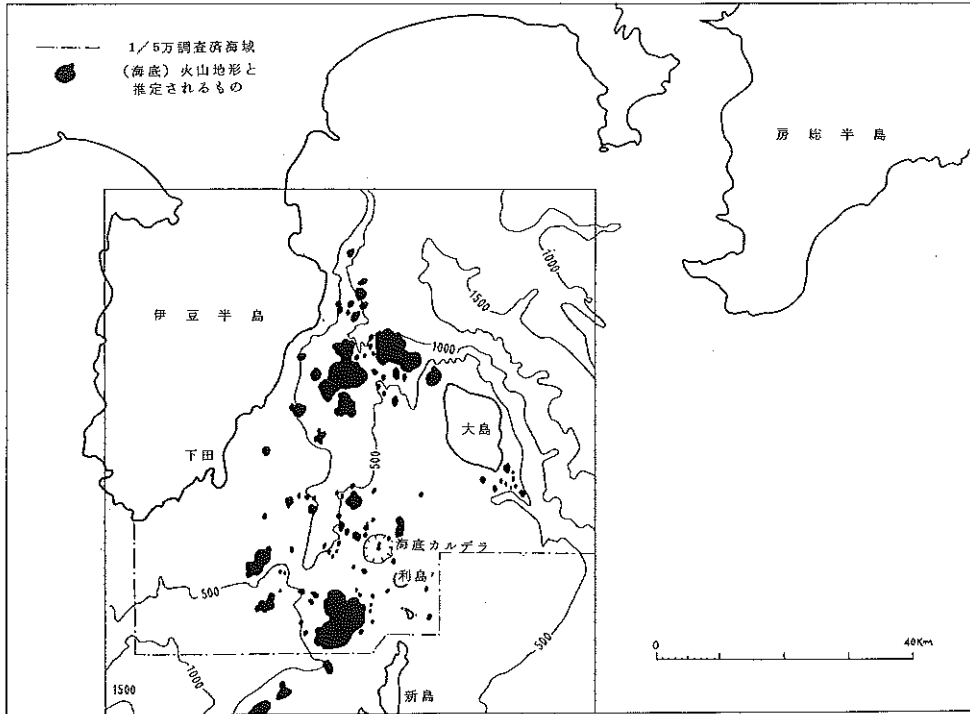 1／5万調査済海域
(海底) 火山地形と
推定されるもの
房総半島
1000
1500
伊豆半島
1000
大島
下田
500
海底カルデラ
利島
500
500
0
40Km
1000
1500
新島